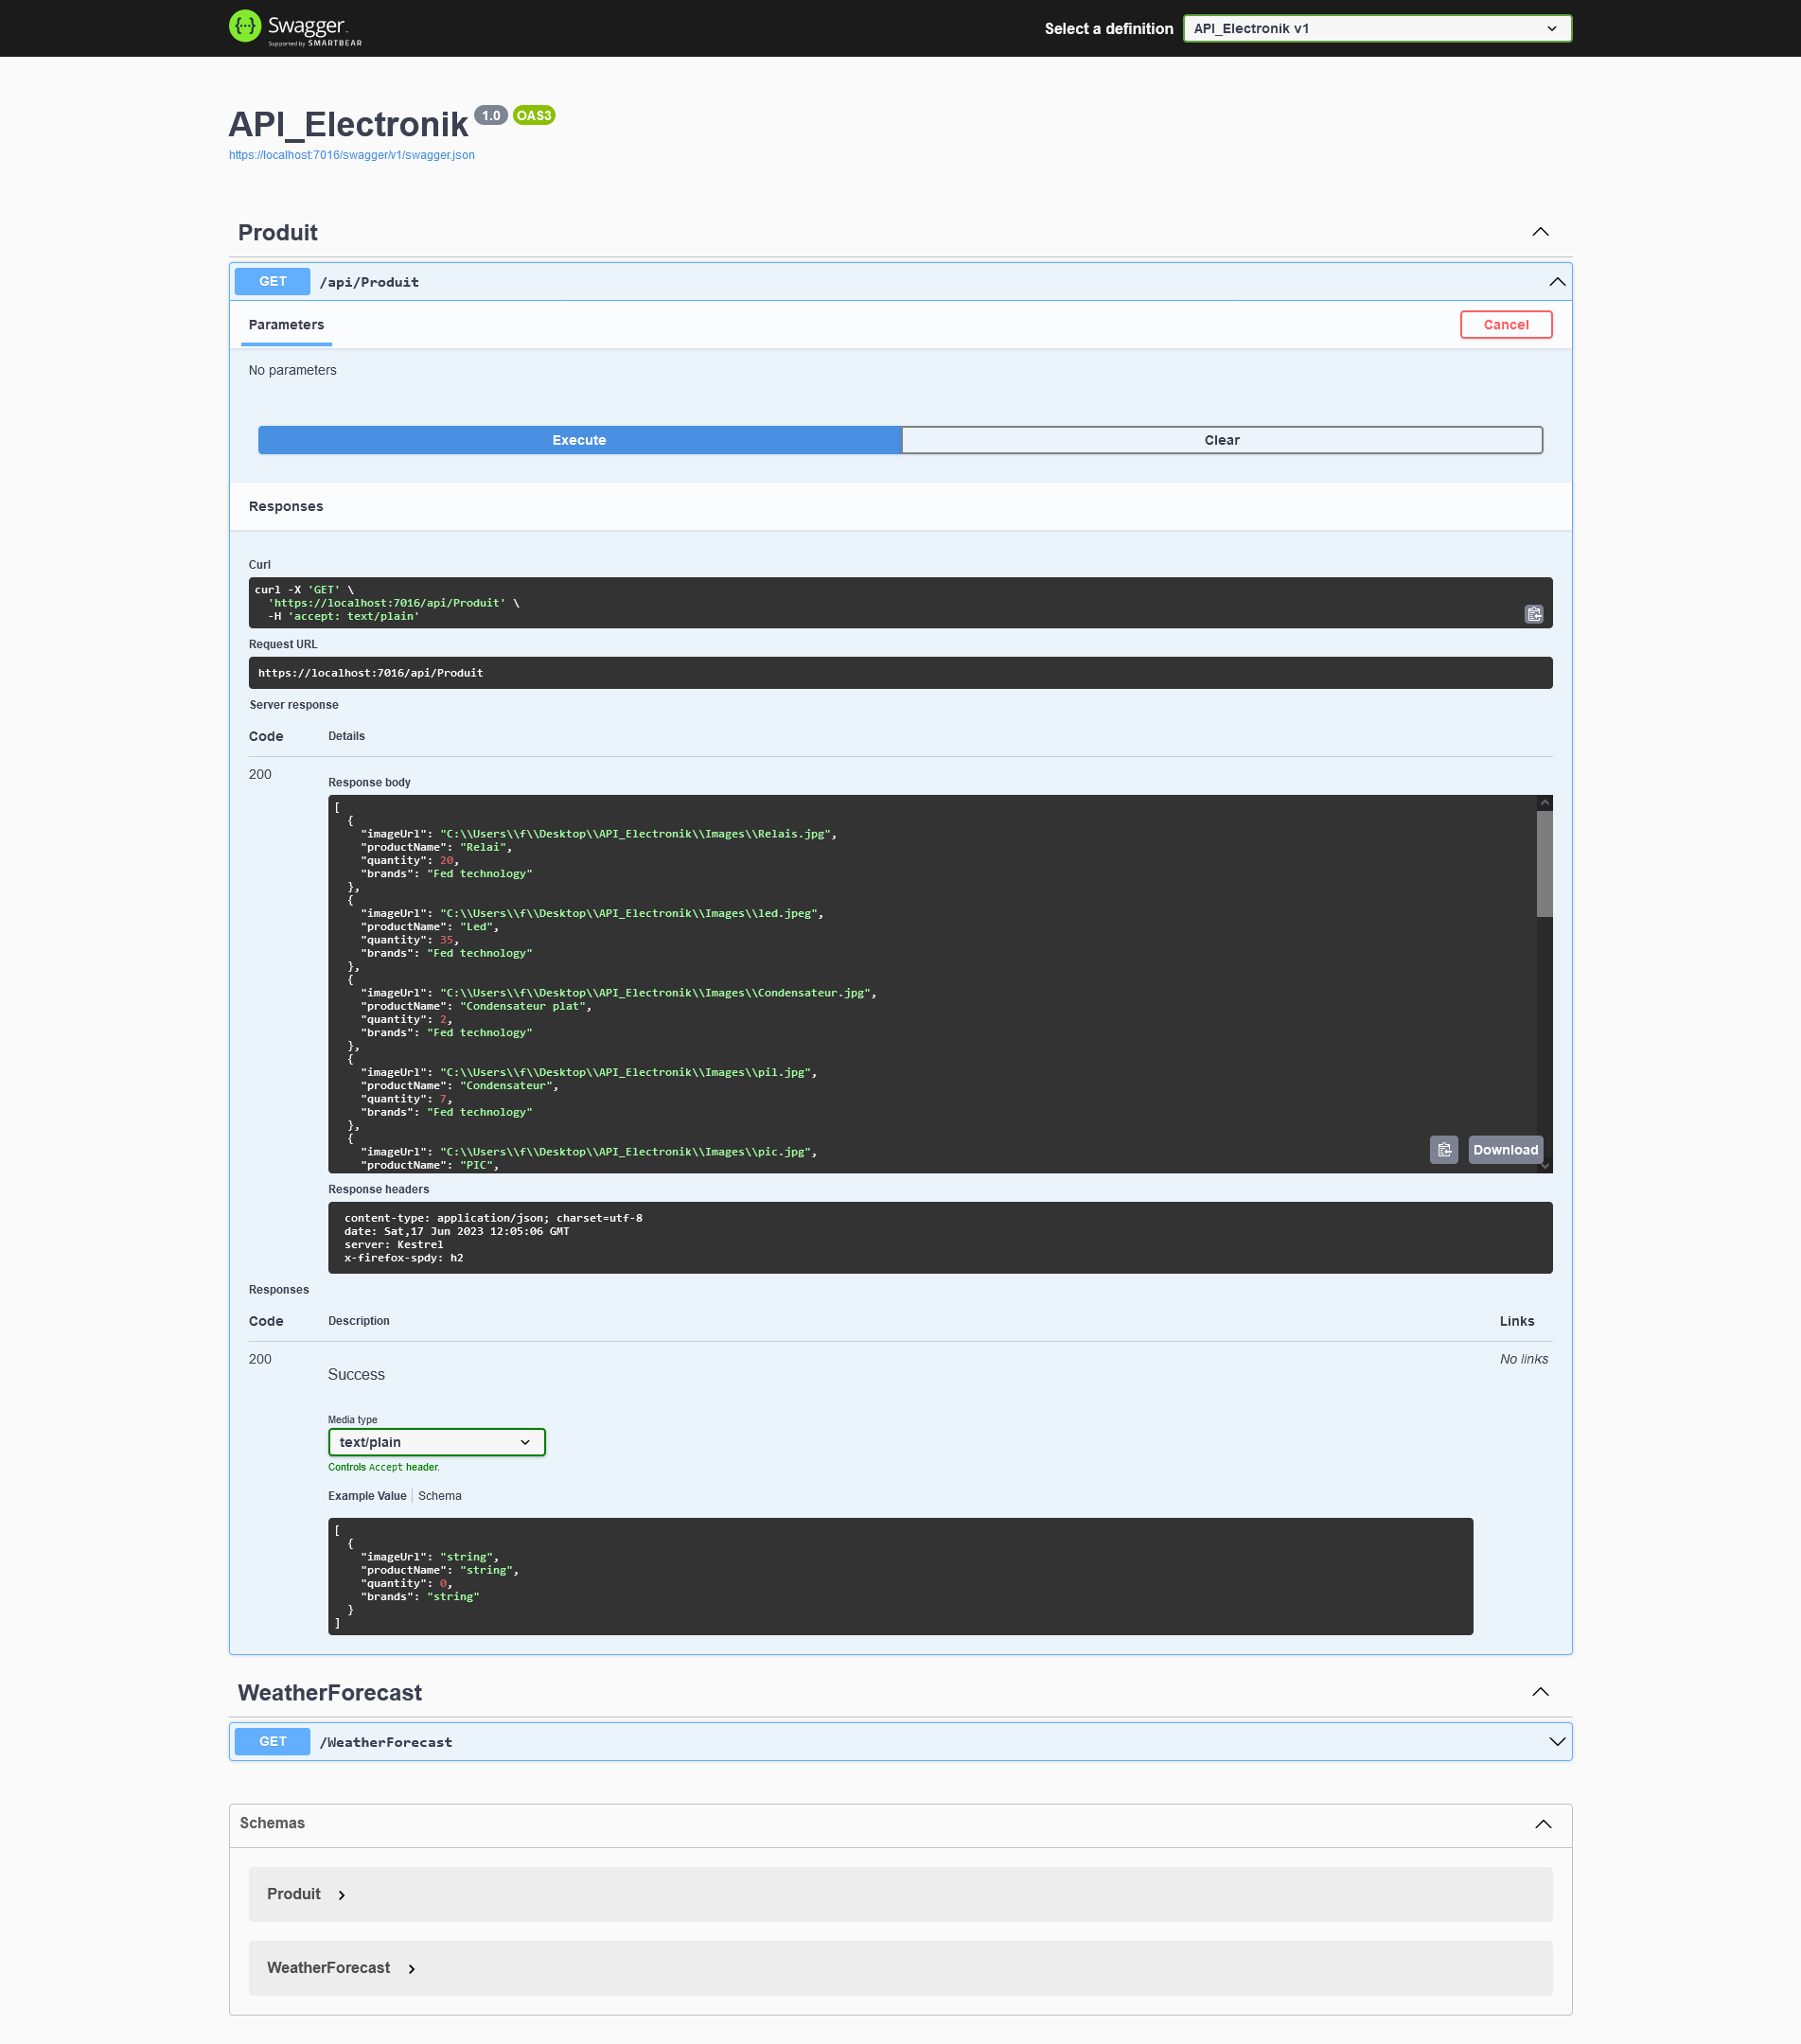 Swagger
Supported by SMARTBEAR
Select a definition
API_Electronik v1
API_Electronik 1.0 OAS3
https://localhost:7016/swagger/v1/swagger.json
Produit
GET /api/Produit
Parameters
Cancel
No parameters
Execute
Clear
Responses
Curl
curl -X 'GET' \
'https://localhost:7016/api/Produit' \
-H 'accept: text/plain'
Request URL
https://localhost:7016/api/Produit
Server response
Code Details
200
Response body
[
{
"imageUrl": "C:\\Users\\f\\Desktop\\API_Electronik\\Images\\Relais.jpg",
"productName": "Relai",
"quantity": 20,
"brands": "Fed technology"
},
{
"imageUrl": "C:\\Users\\f\\Desktop\\API_Electronik\\Images\\led.jpeg",
"productName": "Led",
"quantity": 35,
"brands": "Fed technology"
},
{
"imageUrl": "C:\\Users\\f\\Desktop\\API_Electronik\\Images\\Condensateur.jpg",
"productName": "Condensateur plat",
"quantity": 2,
"brands": "Fed technology"
},
{
"imageUrl": "C:\\Users\\f\\Desktop\\API_Electronik\\Images\\pil.jpg",
"productName": "Condensateur",
"quantity": 7,
"brands": "Fed technology"
},
{
"imageUrl": "C:\\Users\\f\\Desktop\\API_Electronik\\Images\\pic.jpg",
"productName": "PIC",
Download
Response headers
content-type: application/json; charset=utf-8
date: Sat,17 Jun 2023 12:05:06 GMT
server: Kestrel
x-firefox-spdy: h2
Responses
Code Description Links
200
Success
No links
Media type
text/plain
Controls Accept header.
Example Value Schema
[
{
"imageUrl": "string",
"productName": "string",
"quantity": 0,
"brands": "string"
}
]
WeatherForecast
GET /WeatherForecast
Schemas
Produit
WeatherForecast